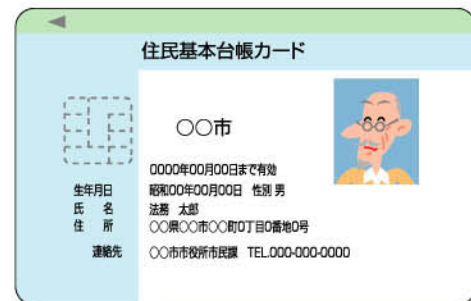 住民基本台帳カード
○○市
0000年00月00日まで有効
生年月日 昭和00年00月00日 性別 男
氏 名 法務 太郎
住 所 ○○県○○市○○町0丁目0番地0号
連絡先 ○○市市役所市民課 TEL.000-000-0000